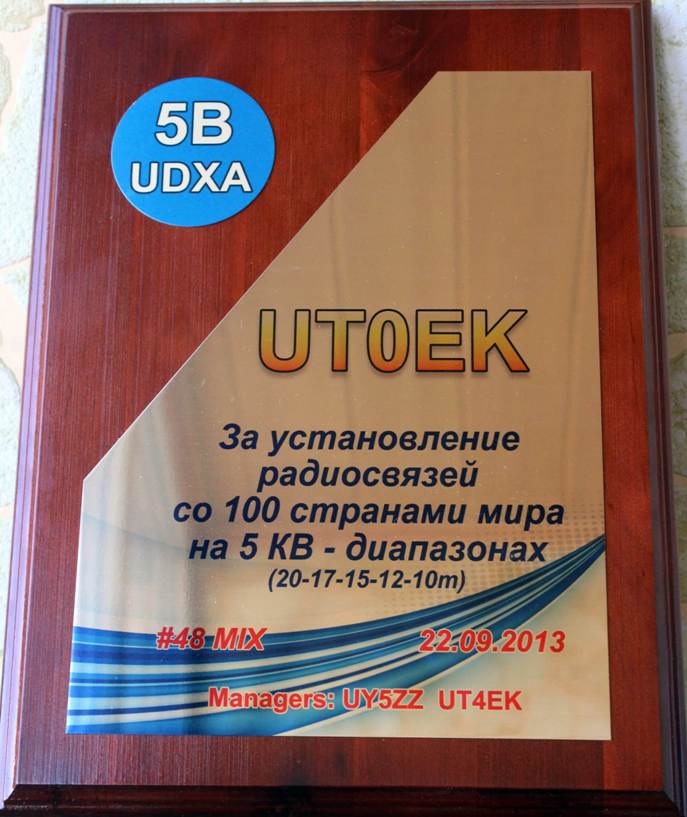 5B
UDXA
UT0EK
За установление
радиосвязей
со 100 странами мира
на 5 КВ - диапазонах
(20-17-15-12-10m)
#48 MIX 22.09.2013
Managers: UY5ZZ UT4EK